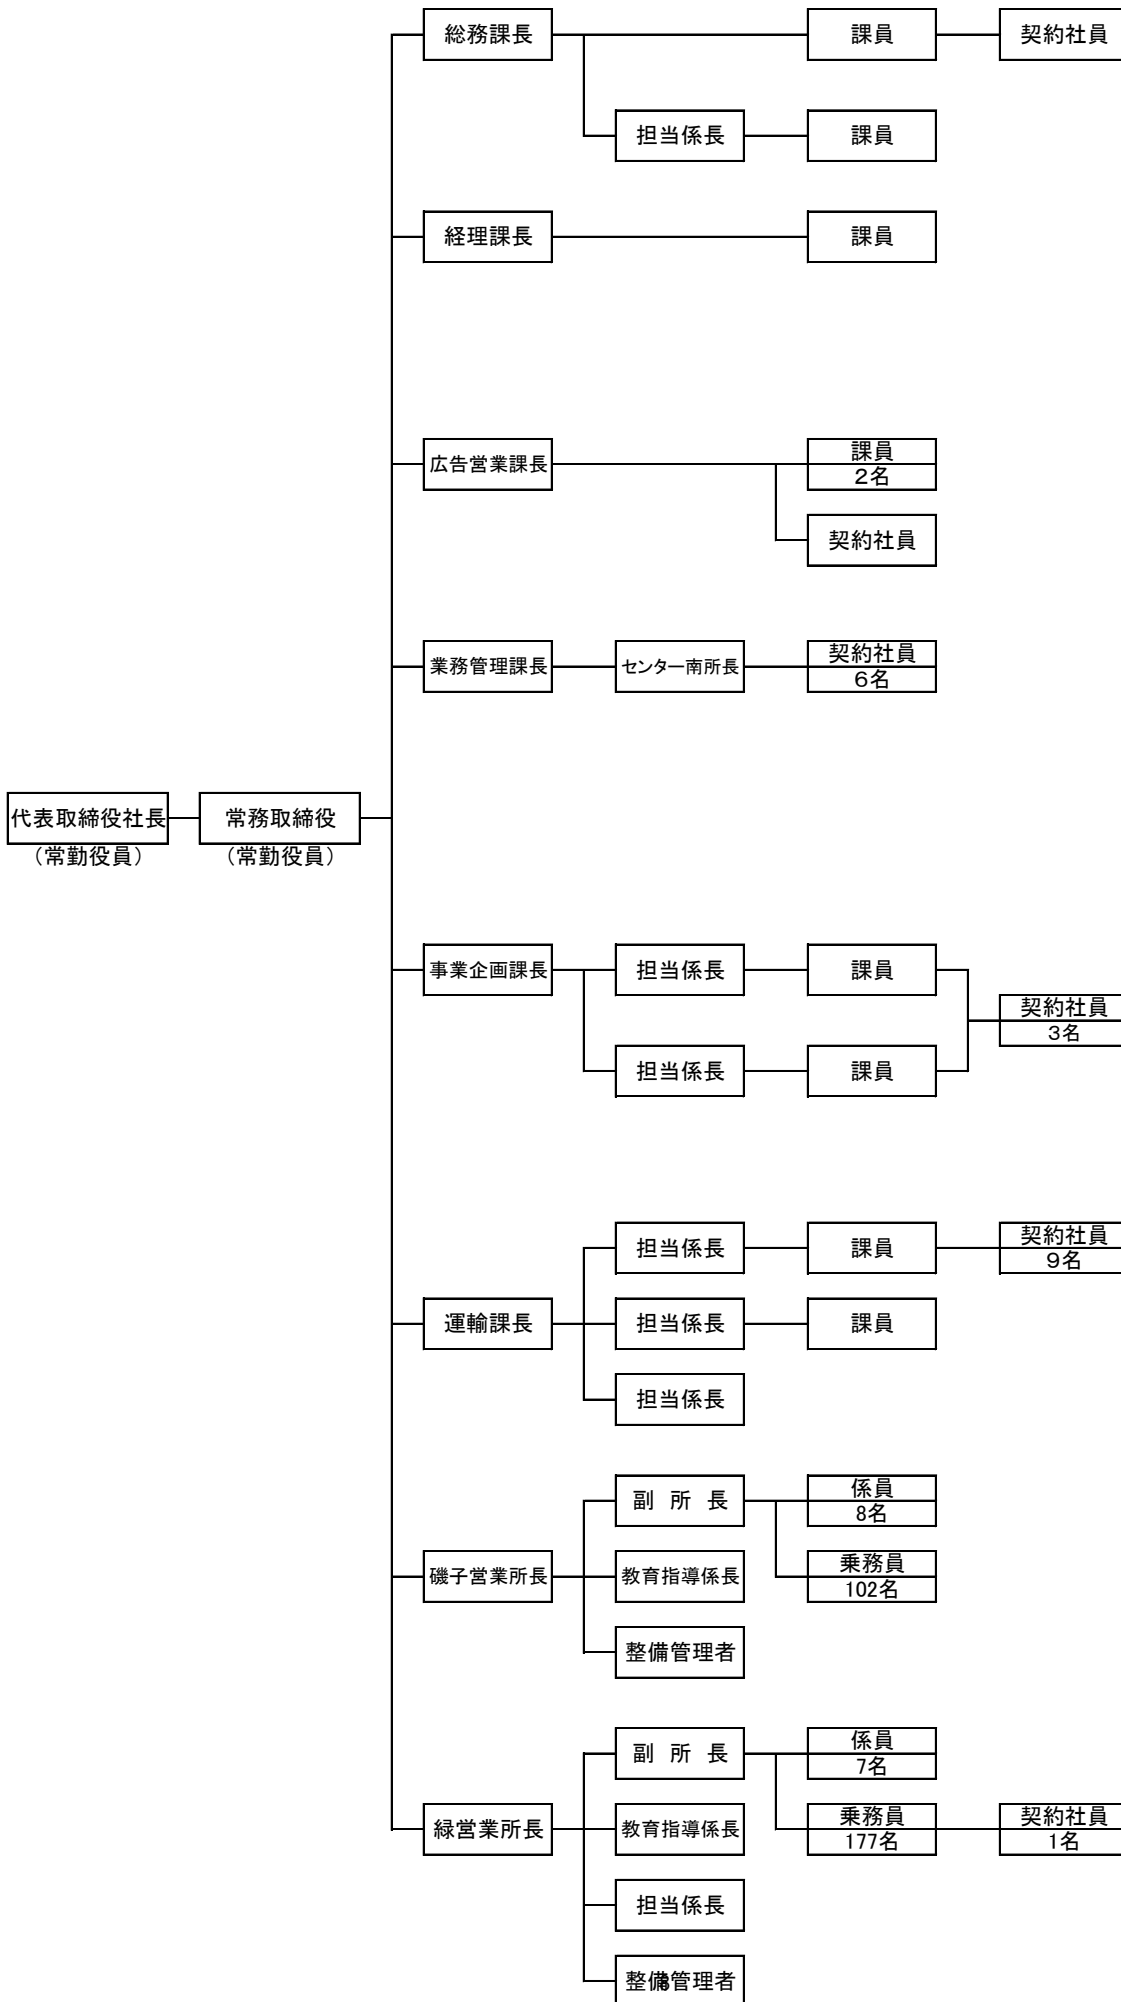 総務課長
課員
契約社員
担当係長
課員
経理課長
課員
広告営業課長
課員
2名
契約社員
業務管理課長
センター南所長
契約社員
6名
代表取締役社長
（常勤役員）
常務取締役
（常勤役員）
事業企画課長
担当係長
課員
契約社員
3名
担当係長
課員
担当係長
課員
契約社員
9名
運輸課長
担当係長
課員
担当係長
副 所 長
係員
8名
磯子営業所長
教育指導係長
乗務員
102名
整備管理者
副 所 長
係員
7名
緑営業所長
教育指導係長
乗務員
177名
契約社員
1名
担当係長
整備管理者